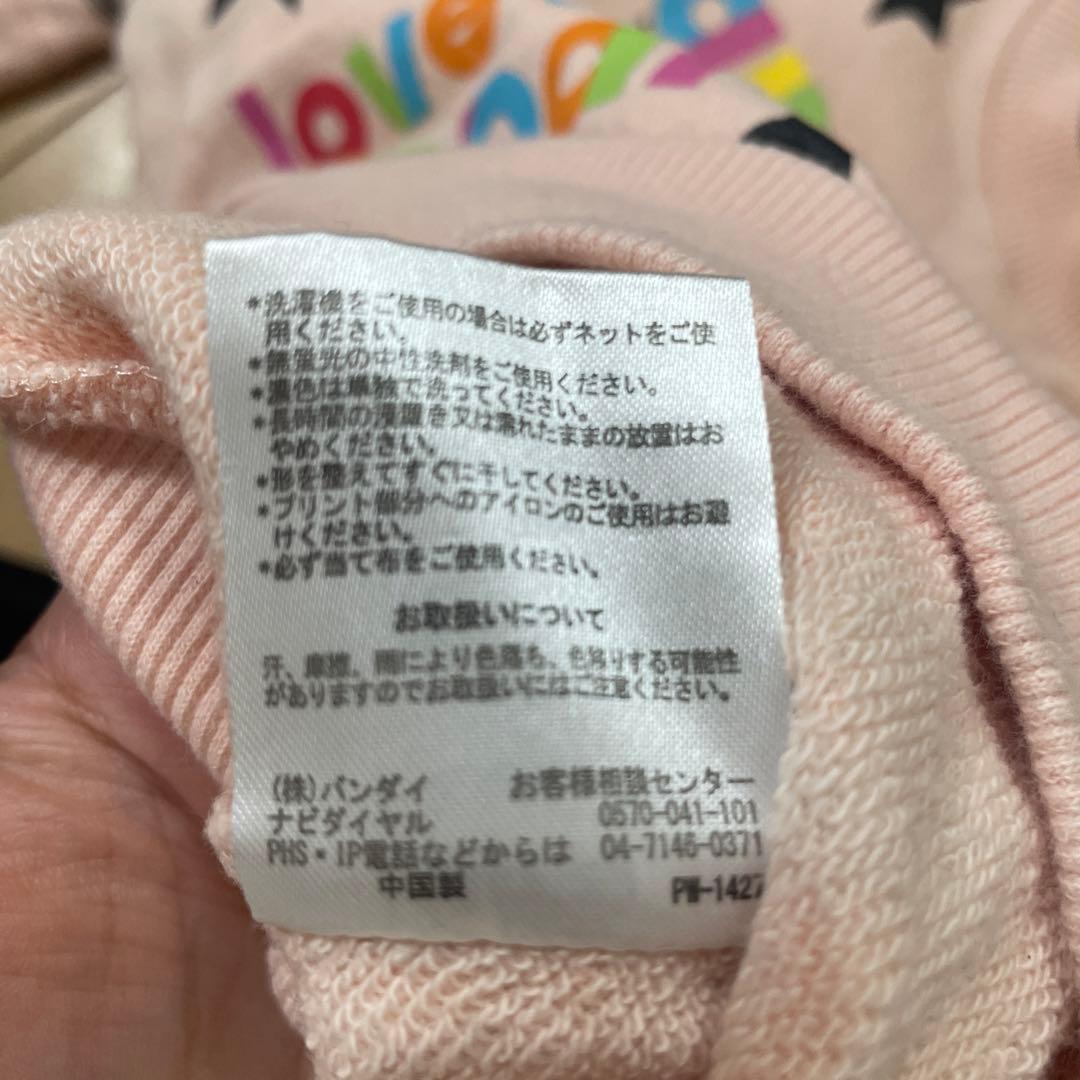 love
*洗濯機をご使用の場合は必ずネットをご使
用ください。
*無蛍光の中性洗剤をご使用ください。
*濃色は単独で洗ってください。
*長時間の浸漬き又は濡れたままの放置はお
やめください。
*形を整えてすぐに干してください。
*プリント部分へのアイロンのご使用はお避
けください。
*必ず当て布をご使用ください。
お取扱いについて
汗、摩擦、雨により色落ち、色移りする可能性
がありますのでお取扱いにはご注意ください。
(株)バンダイ お客様相談センター
ナビダイヤル 0570-041-101
PHS・IP電話などからは 04-7146-0371
中国製 PW-1427